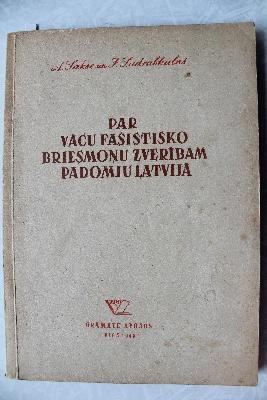 A. Sakse un J. Sudrabkalns
PAR
VĀCU FAŠISTISKO
BRIESMOŅU ZVĒRĪBĀM
PADOMJU LATVIJĀ
GRĀMATU APGĀDS